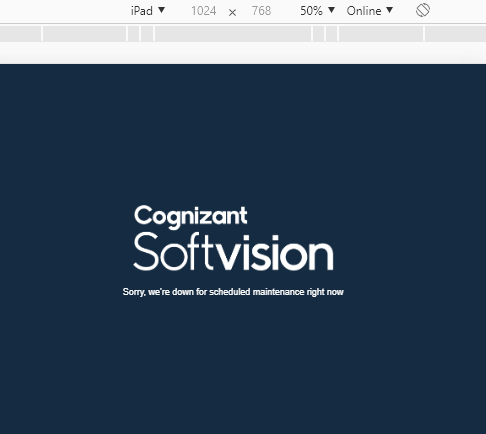 iPad ▼ 1024 × 768 50% ▼ Online ▼
Cognizant
Softvision
Sorry, we're down for scheduled maintenance right now